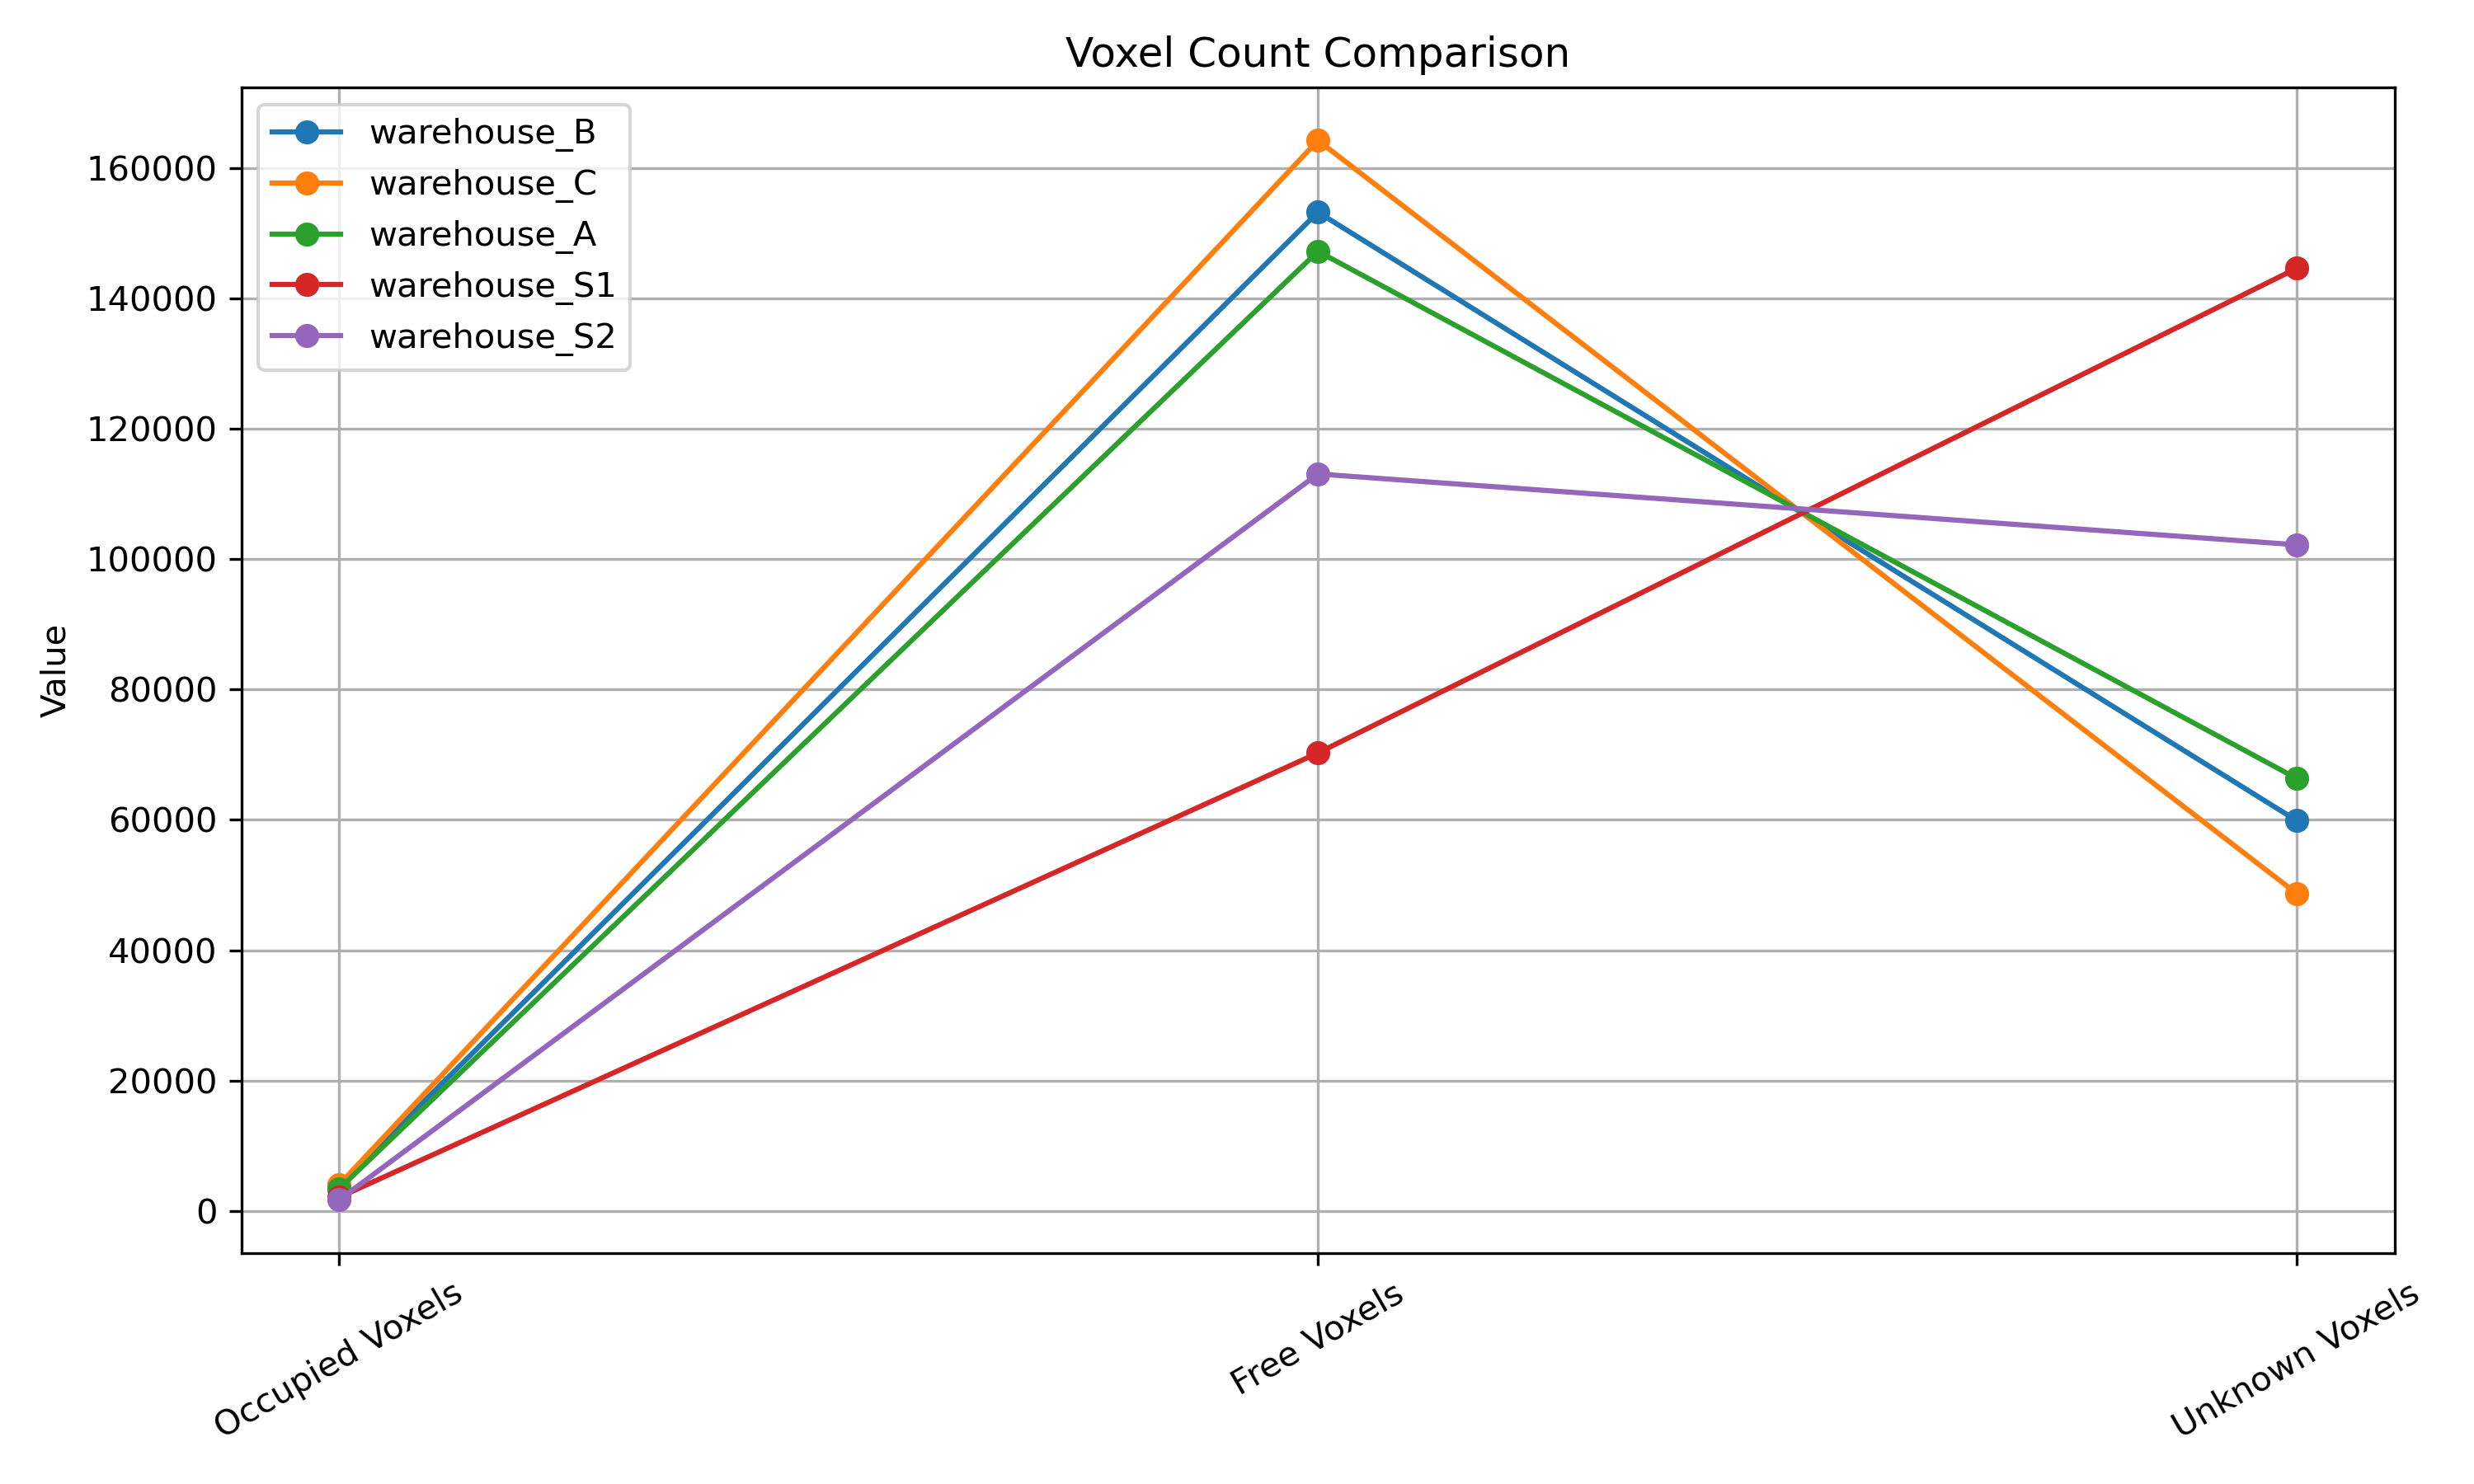 Voxel Count Comparison
warehouse_B
warehouse_C
warehouse_A
warehouse_S1
warehouse_S2
160000
140000
120000
100000
80000
60000
40000
20000
0
Value
Occupied Voxels
Free Voxels
Unknown Voxels